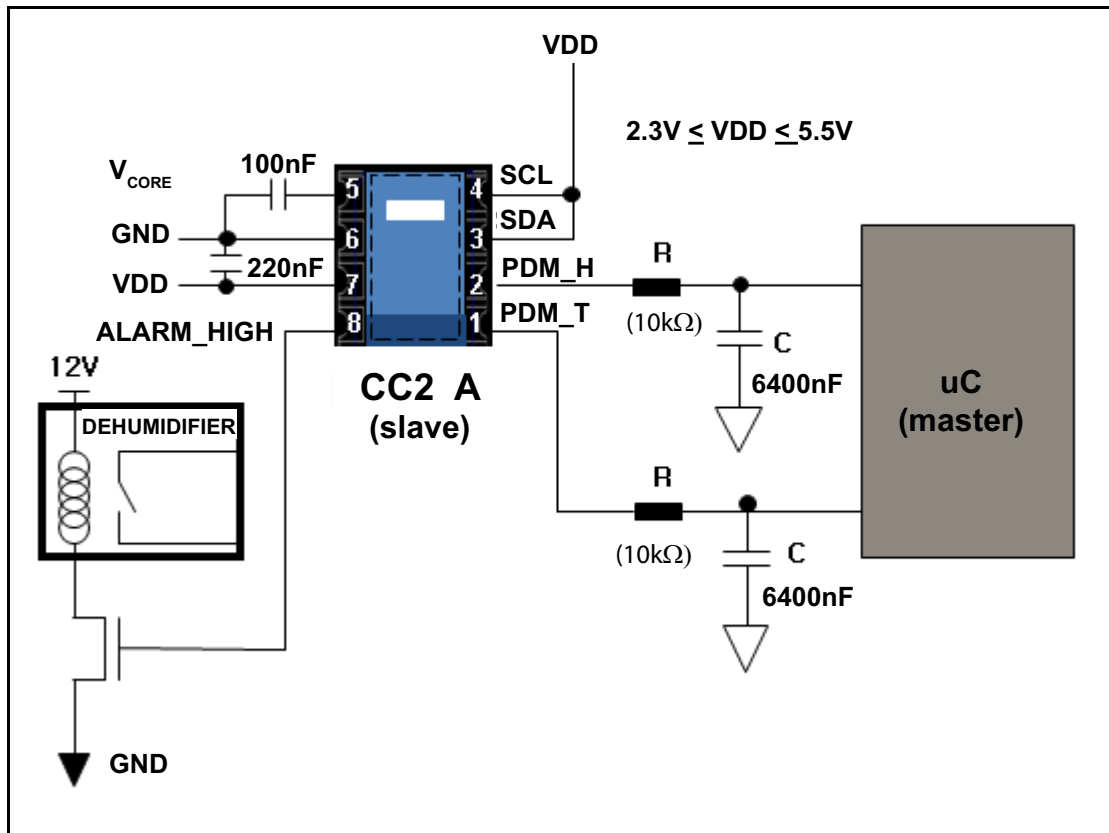 VDD
2.3V ≤ VDD ≤ 5.5V
VCORE
100nF
5
4
SCL
GND
6
3
SDA
VDD
220nF
7
2
PDM_H
R
(10kΩ)
C
6400nF
ALARM_HIGH
8
1
PDM_T
12V
DEHUMIDIFIER
CC2 A
(slave)
uC
(master)
R
(10kΩ)
C
6400nF
GND